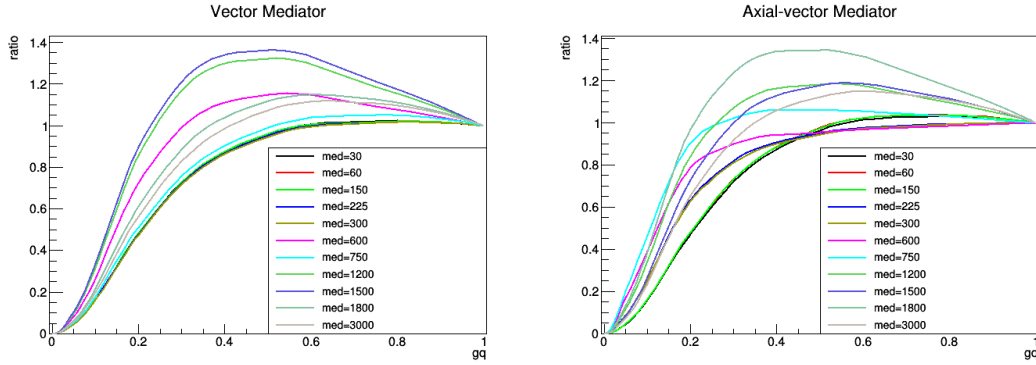 Vector Mediator
ratio
1.4
1.2
1
0.8
0.6
0.4
0.2
0
0
0.2
0.4
0.6
0.8
1
gq
med=30
med=60
med=150
med=225
med=300
med=600
med=750
med=1200
med=1500
med=1800
med=3000
Axial-vector Mediator
ratio
1.4
1.2
1
0.8
0.6
0.4
0.2
0
0
0.2
0.4
0.6
0.8
1
gq
med=30
med=60
med=150
med=225
med=300
med=600
med=750
med=1200
med=1500
med=1800
med=3000